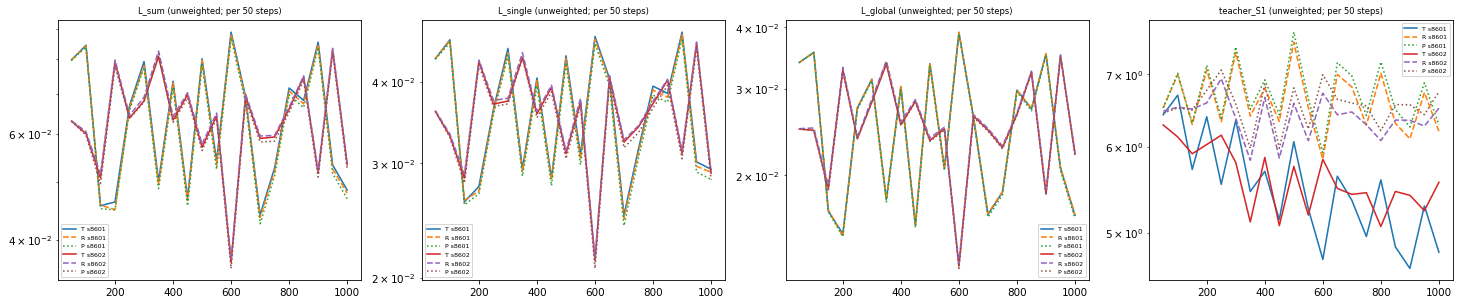 L_sum (unweighted; per 50 steps)
6 × 10⁻²
4 × 10⁻²
200 400 600 800 1000
T s8601
R s8601
P s8601
T s8602
R s8602
P s8602
L_single (unweighted; per 50 steps)
4 × 10⁻²
3 × 10⁻²
2 × 10⁻²
200 400 600 800 1000
T s8601
R s8601
P s8601
T s8602
R s8602
P s8602
L_global (unweighted; per 50 steps)
4 × 10⁻²
3 × 10⁻²
2 × 10⁻²
200 400 600 800 1000
T s8601
R s8601
P s8601
T s8602
R s8602
P s8602
teacher_S1 (unweighted; per 50 steps)
7 × 10⁰
6 × 10⁰
5 × 10⁰
200 400 600 800 1000
T s8601
R s8601
P s8601
T s8602
R s8602
P s8602